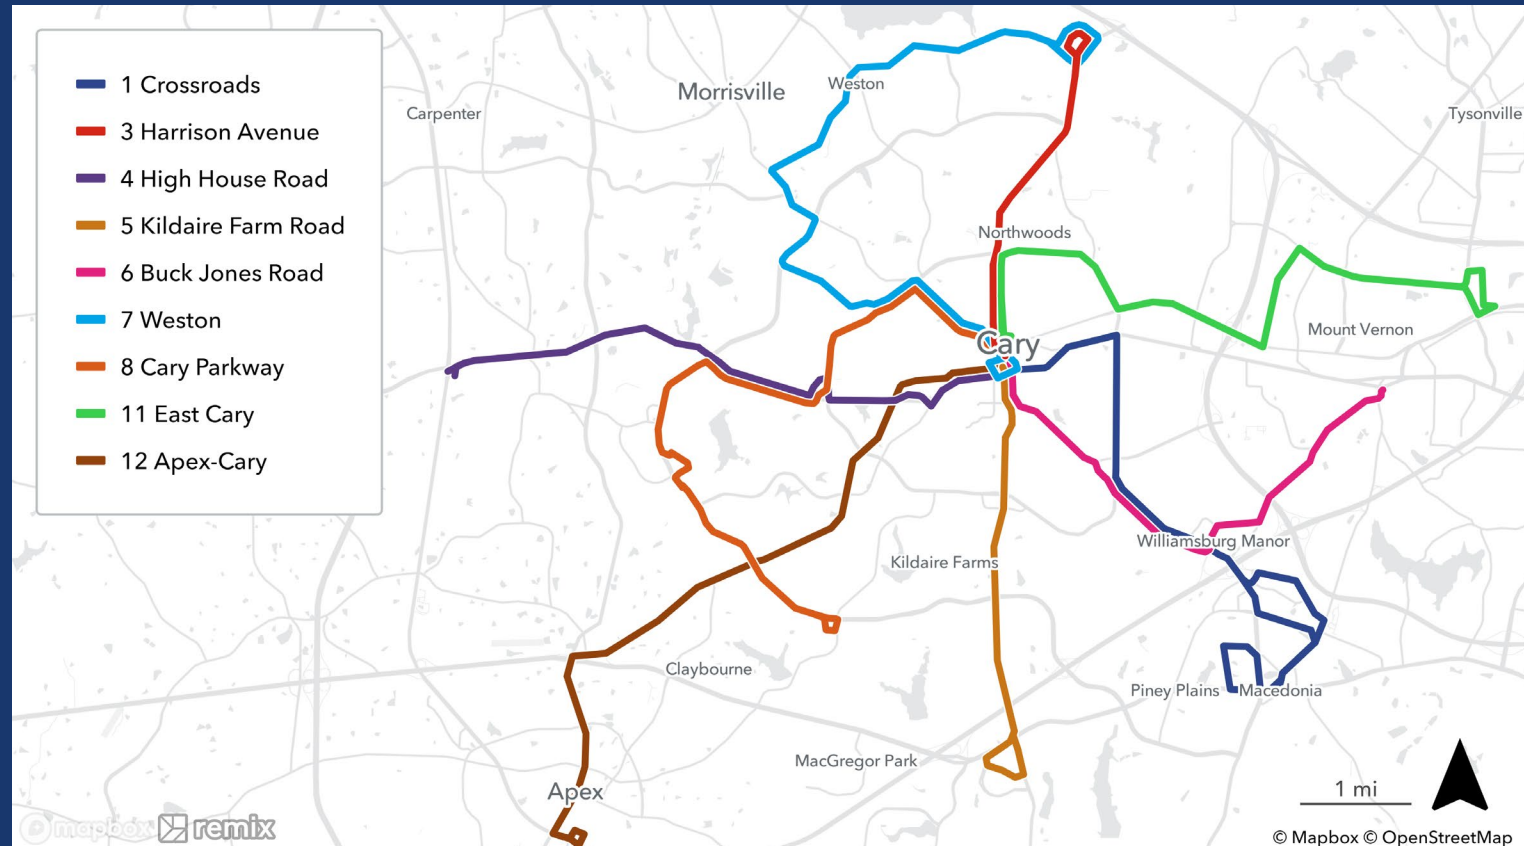 1 Crossroads
3 Harrison Avenue
4 High House Road
5 Kildaire Farm Road
6 Buck Jones Road
7 Weston
8 Cary Parkway
11 East Cary
12 Apex-Cary
Morrisville
Weston
Carpenter
Tysonville
Northwoods
Mount Vernon
Cary
Williamsburg Manor
Kildaire Farms
Claybourne
Piney Plains
Macedonia
MacGregor Park
Apex
1 mi
mapbox
remix
© Mapbox © OpenStreetMap